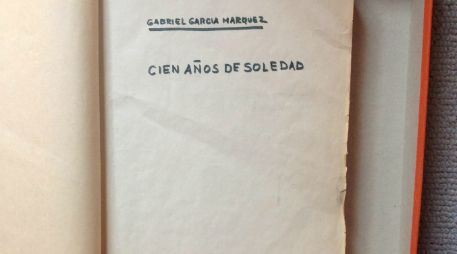 GABRIEL GARCIA MARQUEZ
CIEN AÑOS DE SOLEDAD